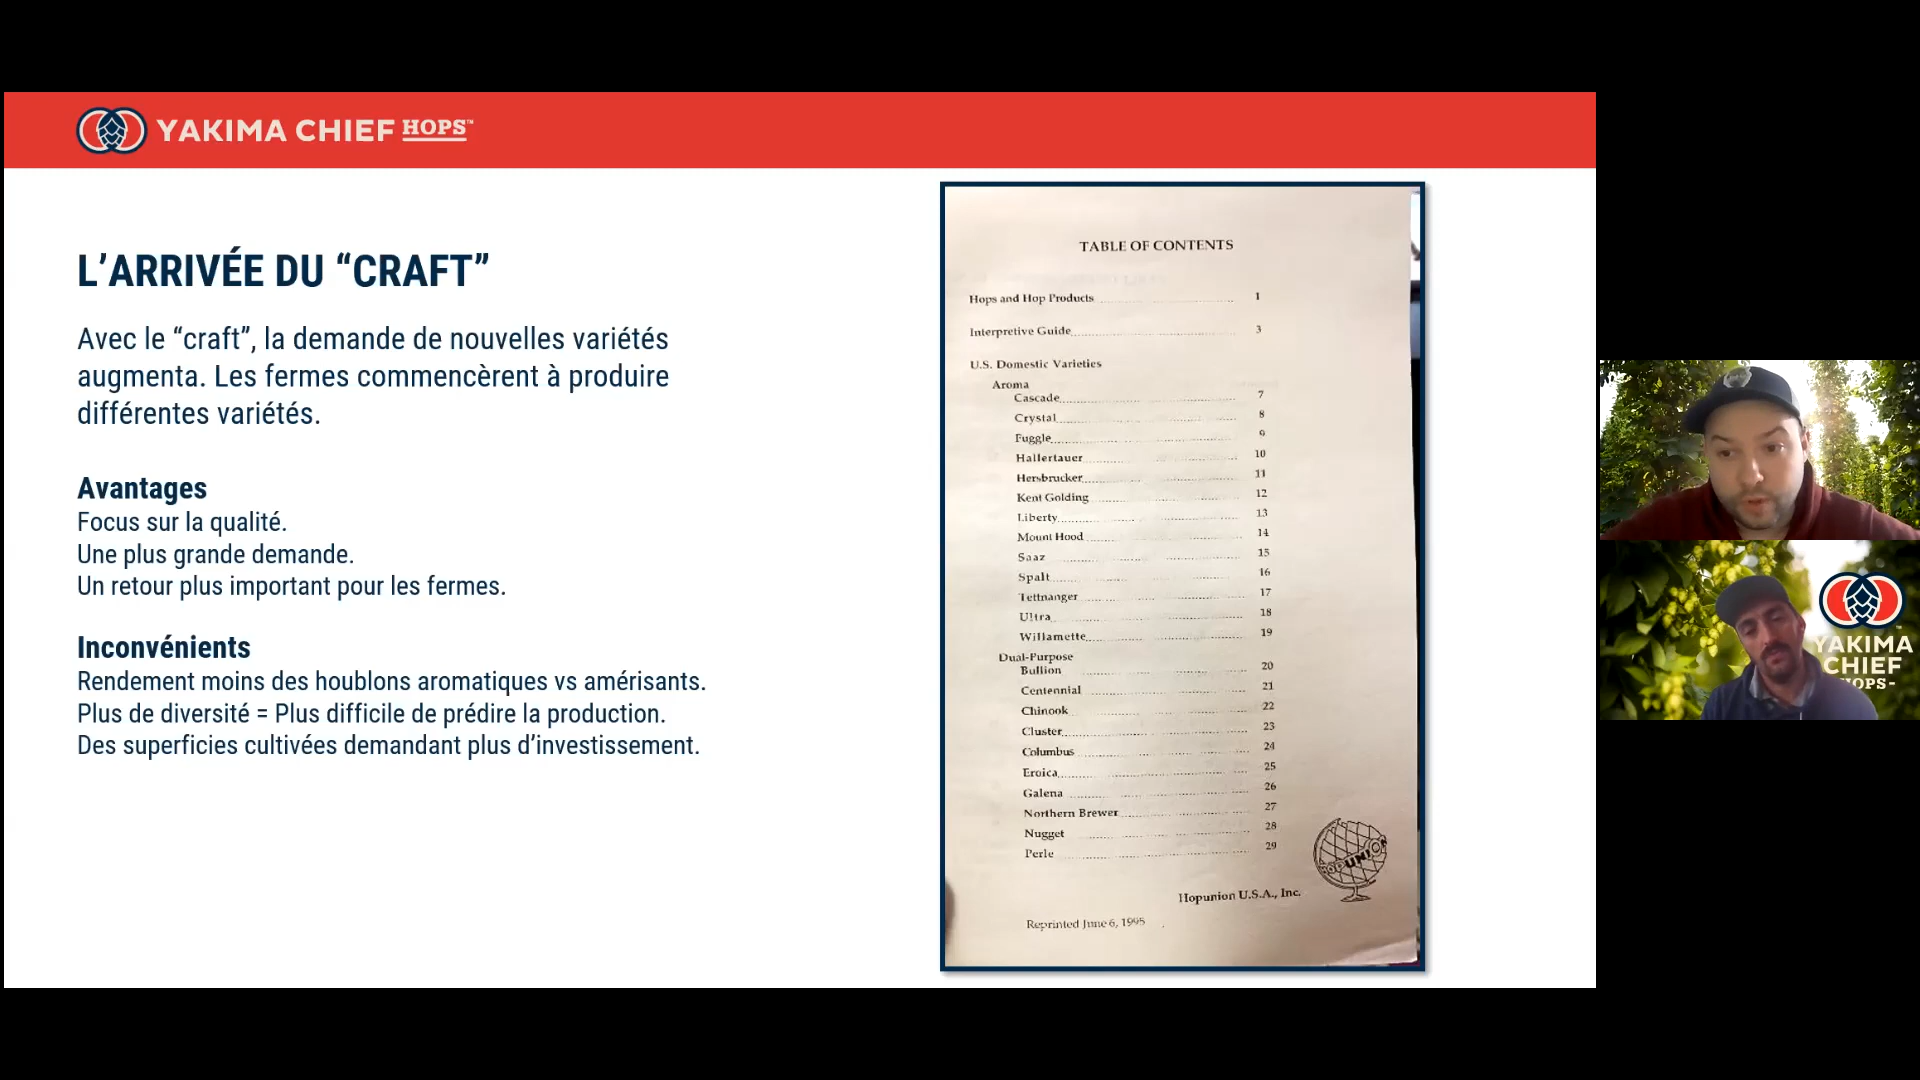 YAKIMA CHIEF HOPS™
L’ARRIVÉE DU “CRAFT”
Avec le “craft”, la demande de nouvelles variétés
augmenta. Les fermes commencèrent à produire
différentes variétés.
Avantages
Focus sur la qualité.
Une plus grande demande.
Un retour plus important pour les fermes.
Inconvénients
Rendement moins des houblons aromatiques vs amérisants.
Plus de diversité = Plus difficile de prédire la production.
Des superficies cultivées demandant plus d’investissement.
TABLE OF CONTENTS
Hops and Hop Products 1
Interpretive Guide 3
U.S. Domestic Varieties
Aroma
Cascade 7
Crystal 8
Fuggle 9
Hallertauer 10
Hersbrucker 11
Kent Golding 12
Liberty 13
Mount Hood 14
Saaz 15
Spalt 16
Tettnanger 17
Ultra 18
Willamette 19
Dual-Purpose
Bullion 20
Centennial 21
Chinook 22
Cluster 23
Columbus 24
Eroica 25
Galena 26
Northern Brewer 27
Nugget 28
Perle 29
HOPUNION
Hopunion U.S.A., Inc.
Reprinted June 6, 1995
YAKIMA
CHIEF
HOPS-